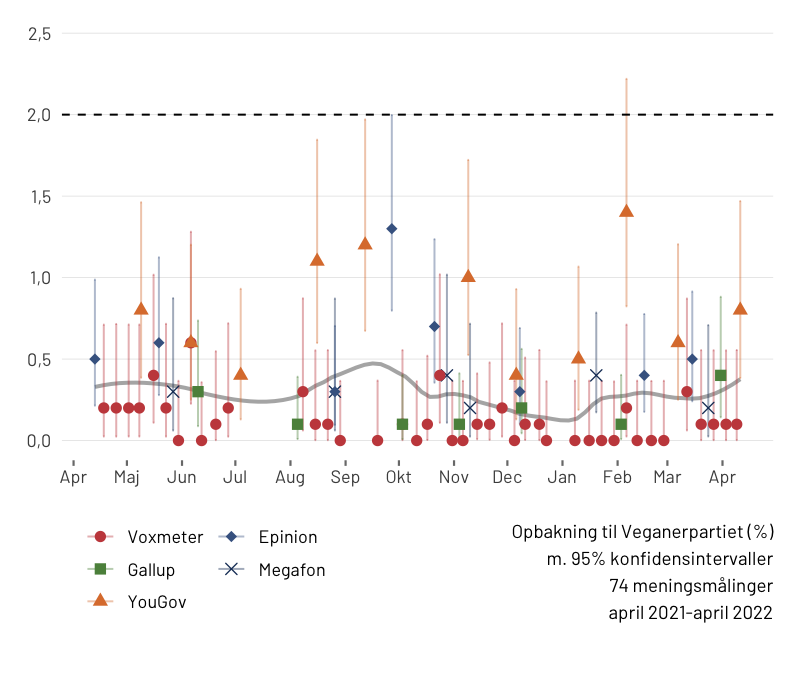 2,5
2,0
1,5
1,0
0,5
0,0
Apr Maj Jun Jul Aug Sep Okt Nov Dec Jan Feb Mar Apr
Voxmeter Epinion
Gallup Megafon
YouGov
Opbakning til Veganerpartiet (%)
m. 95% konfidensintervaller
74 meningsmålinger
april 2021-april 2022